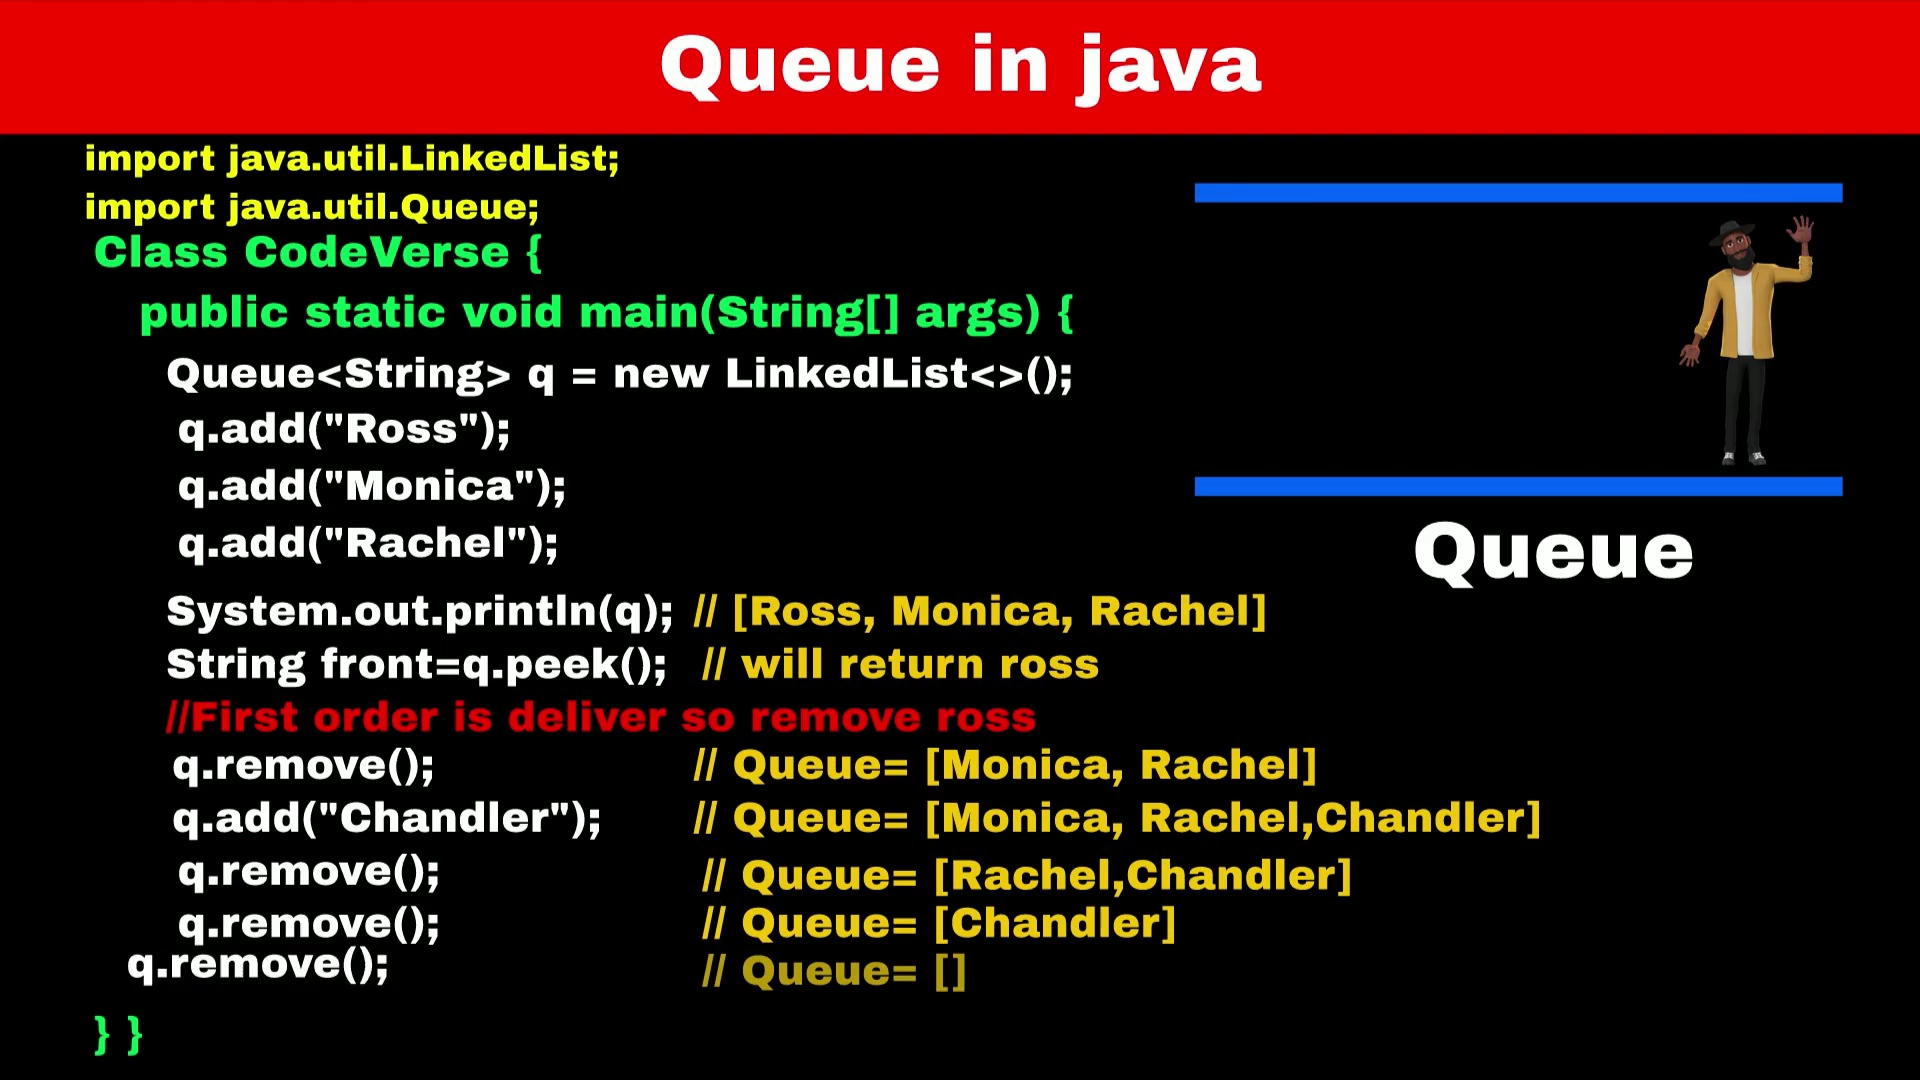 Queue in java
import java.util.LinkedList;
import java.util.Queue;
Class CodeVerse {
public static void main(String[] args) {
Queue<String> q = new LinkedList<>();
q.add("Ross");
q.add("Monica");
q.add("Rachel");
Queue
System.out.println(q); // [Ross, Monica, Rachel]
String front=q.peek(); // will return ross
//First order is deliver so remove ross
q.remove(); // Queue= [Monica, Rachel]
q.add("Chandler"); // Queue= [Monica, Rachel,Chandler]
q.remove(); // Queue= [Rachel,Chandler]
q.remove(); // Queue= [Chandler]
q.remove(); // Queue= []
} }